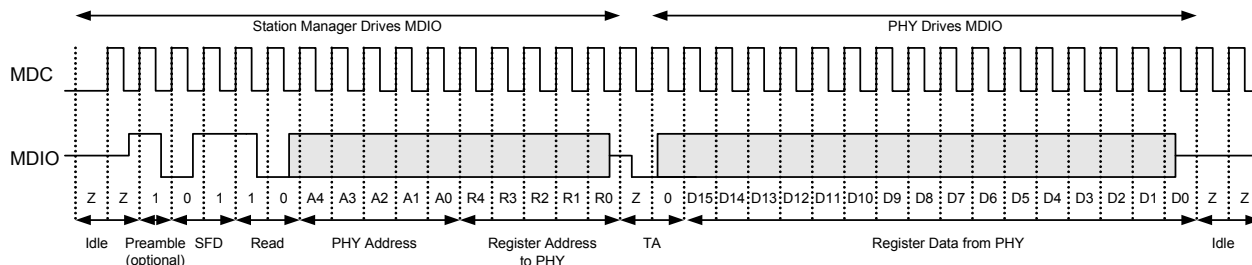 Station Manager Drives MDIO PHY Drives MDIO
MDC
MDIO
Z Z 1 0 1 1 0 A4 A3 A2 A1 A0 R4 R3 R2 R1 R0 Z 0 D15 D14 D13 D12 D11 D10 D9 D8 D7 D6 D5 D4 D3 D2 D1 D0 Z Z
Idle Preamble SFD Read PHY Address Register Address TA Register Data from PHY Idle
(optional) to PHY